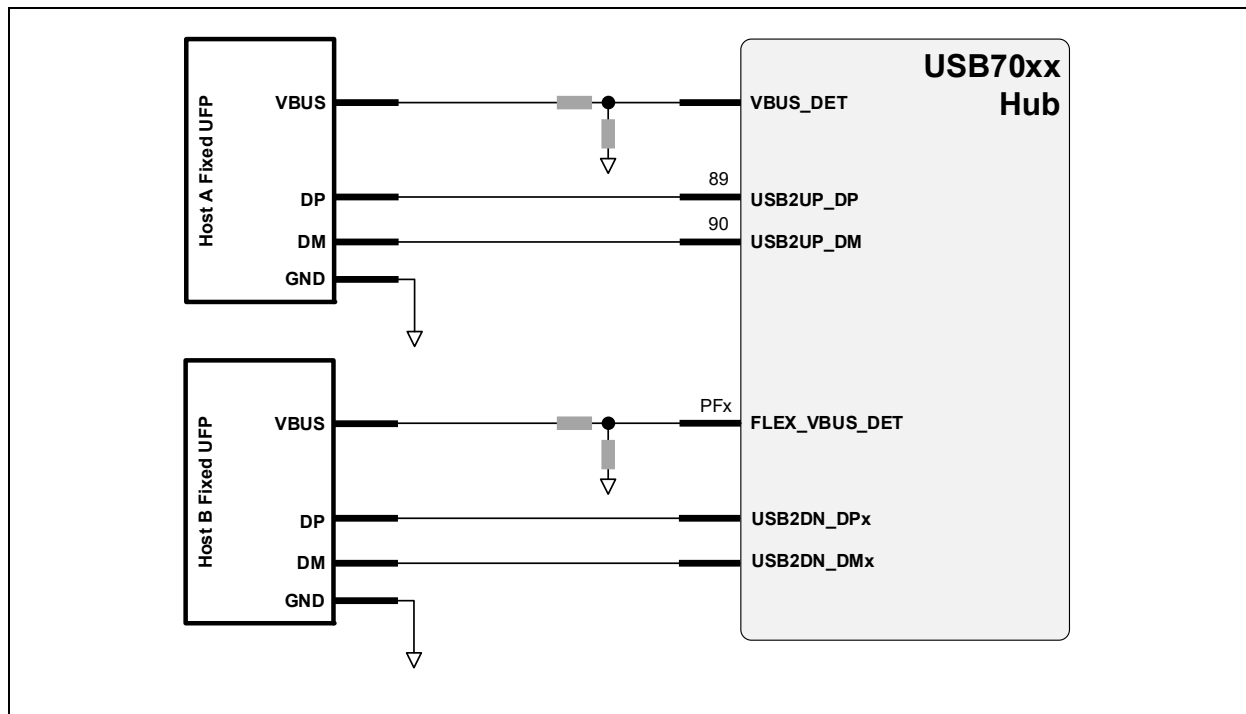 USB70xx
Hub
Host A Fixed UFP
VBUS
VBUS_DET
DP
89
USB2UP_DP
DM
90
USB2UP_DM
GND
Host B Fixed UFP
VBUS
PFx
FLEX_VBUS_DET
DP
USB2DN_DPx
DM
USB2DN_DMx
GND